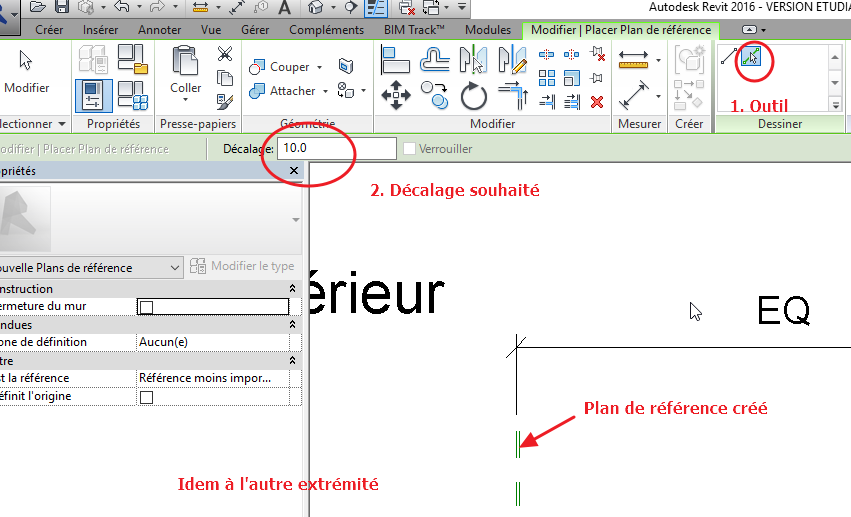 Autodesk Revit 2016 - VERSION ETUDIA
Créer Insérer Annoter Vue Gérer Compléments BIM Track™ Modules Modifier | Placer Plan de référence
Modifier
Coller
Couper
Attacher
1. Outil
lectionner Propriétés Presse-papiers Géométrie Modifier Mesurer Créer Dessiner
odifier | Placer Plan de référence Décalage: 10.0 Verrouiller
opriétés
2. Décalage souhaité
ouvelle Plans de référence Modifier le type
nstruction
ermeture du mur
endues
one de définition Aucun(e)
tre
st la référence Référence moins impor...
éfinit l'origine
érieur
EQ
Plan de référence créé
Idem à l'autre extrémité